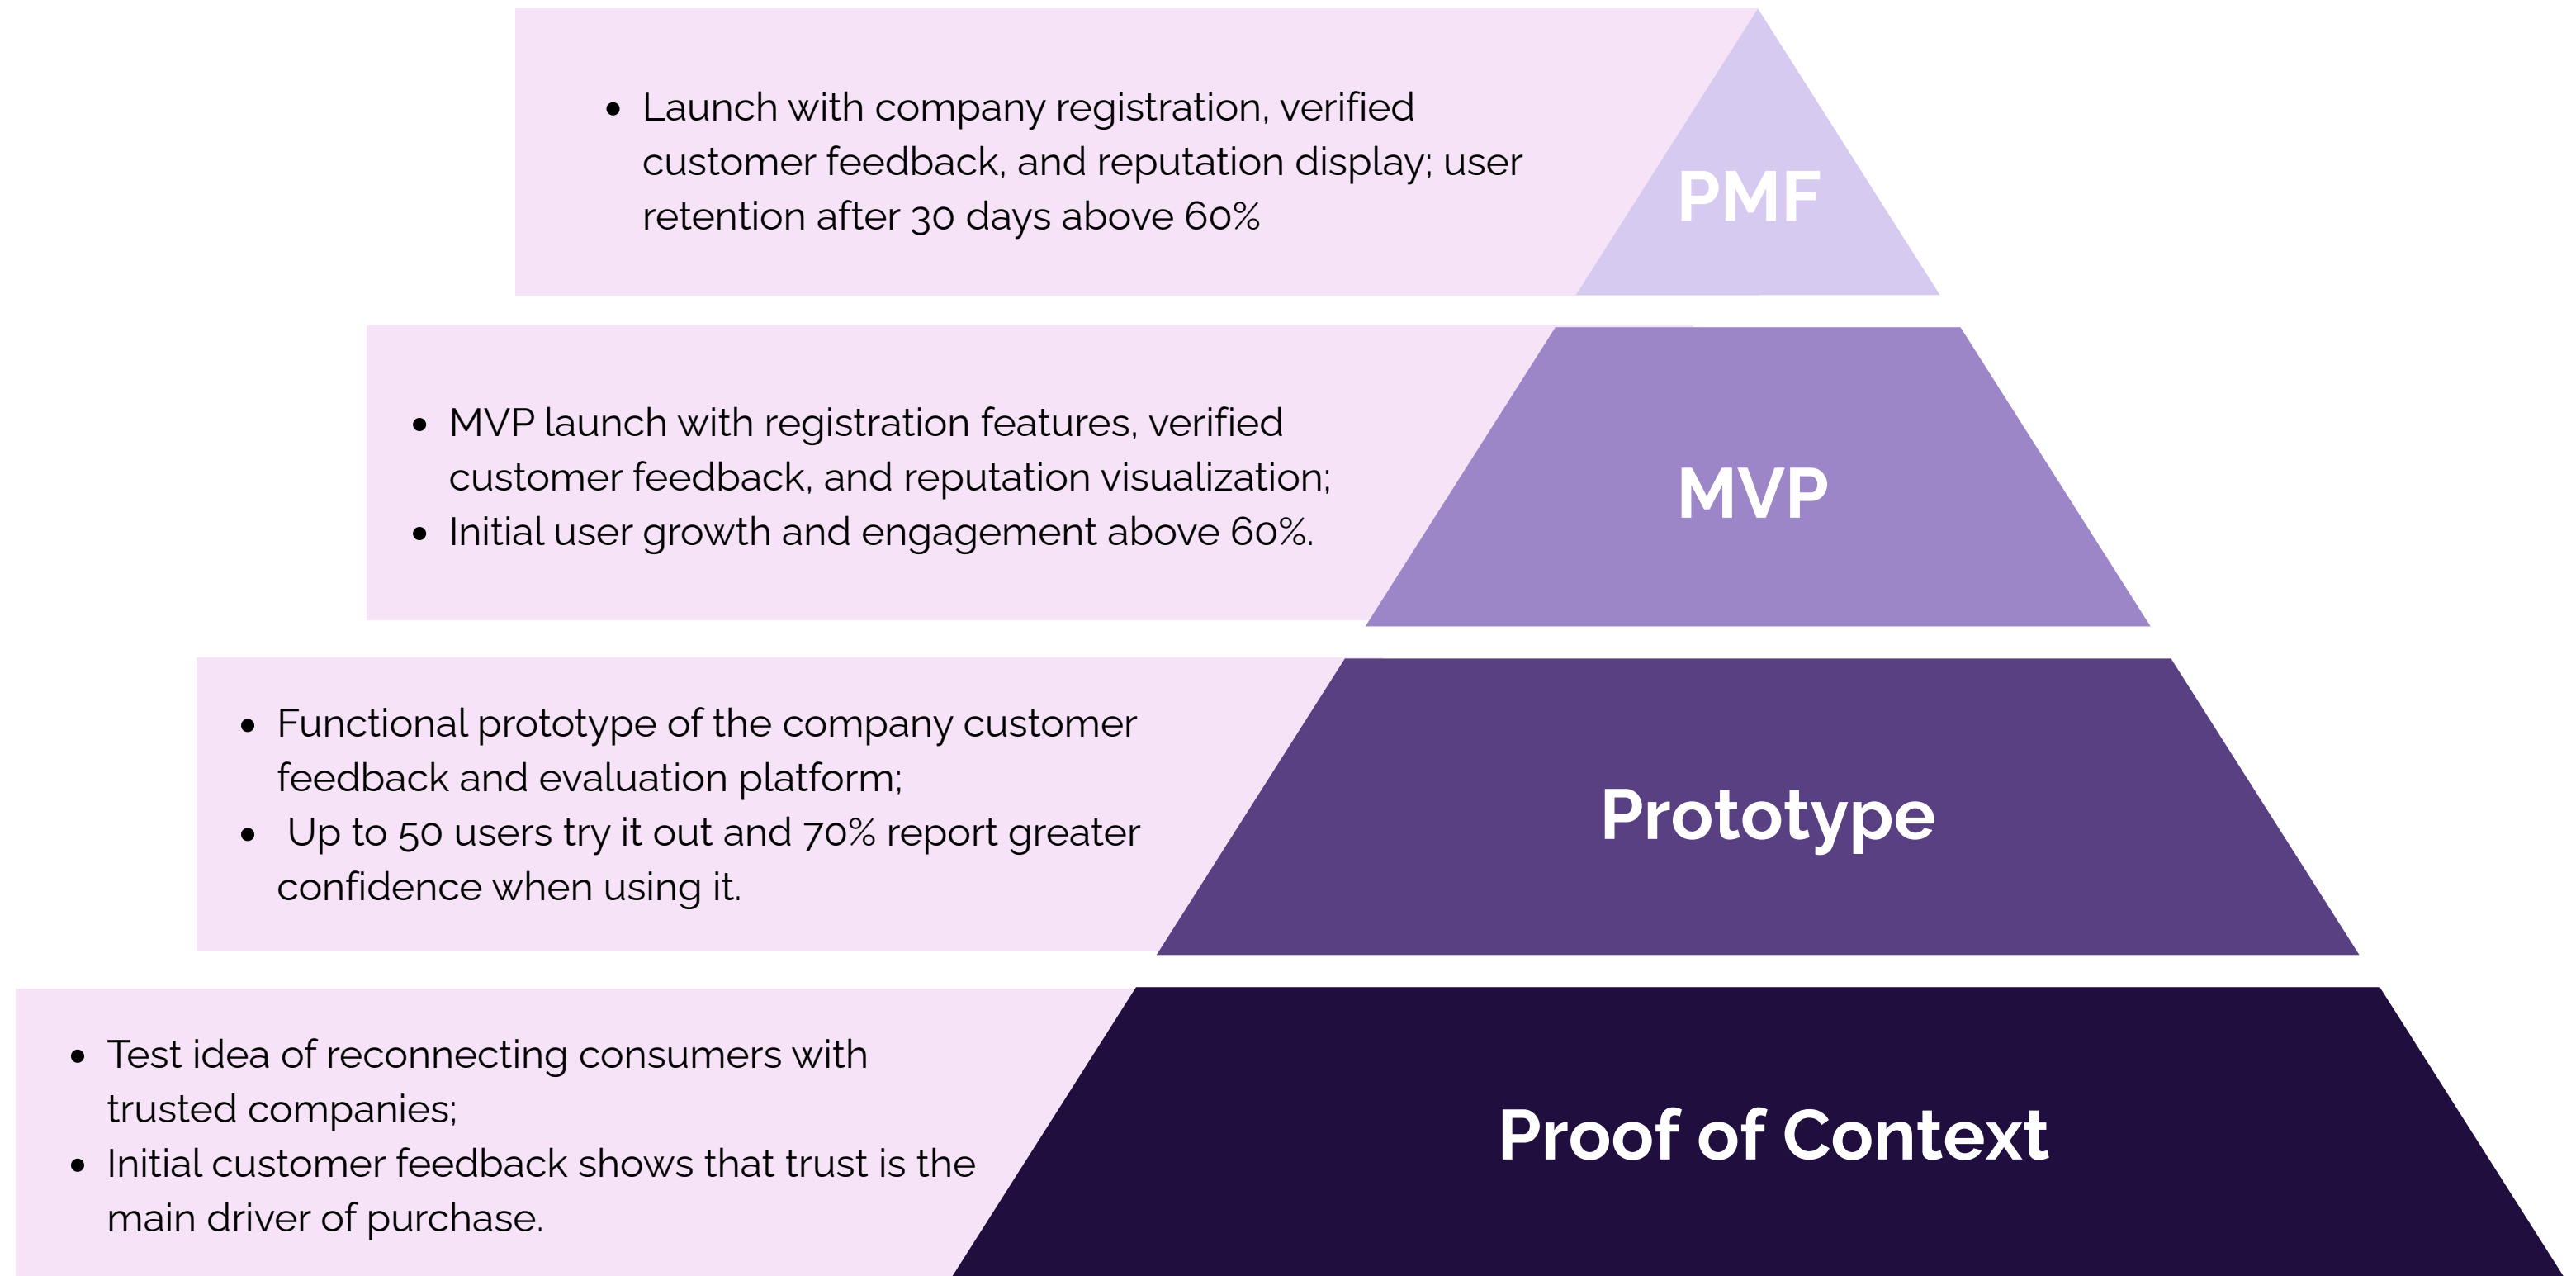 • Launch with company registration, verified
customer feedback, and reputation display; user
retention after 30 days above 60%
PMF
• MVP launch with registration features, verified
customer feedback, and reputation visualization;
• Initial user growth and engagement above 60%.
MVP
• Functional prototype of the company customer
feedback and evaluation platform;
• Up to 50 users try it out and 70% report greater
confidence when using it.
Prototype
• Test idea of reconnecting consumers with
trusted companies;
• Initial customer feedback shows that trust is the
main driver of purchase.
Proof of Context